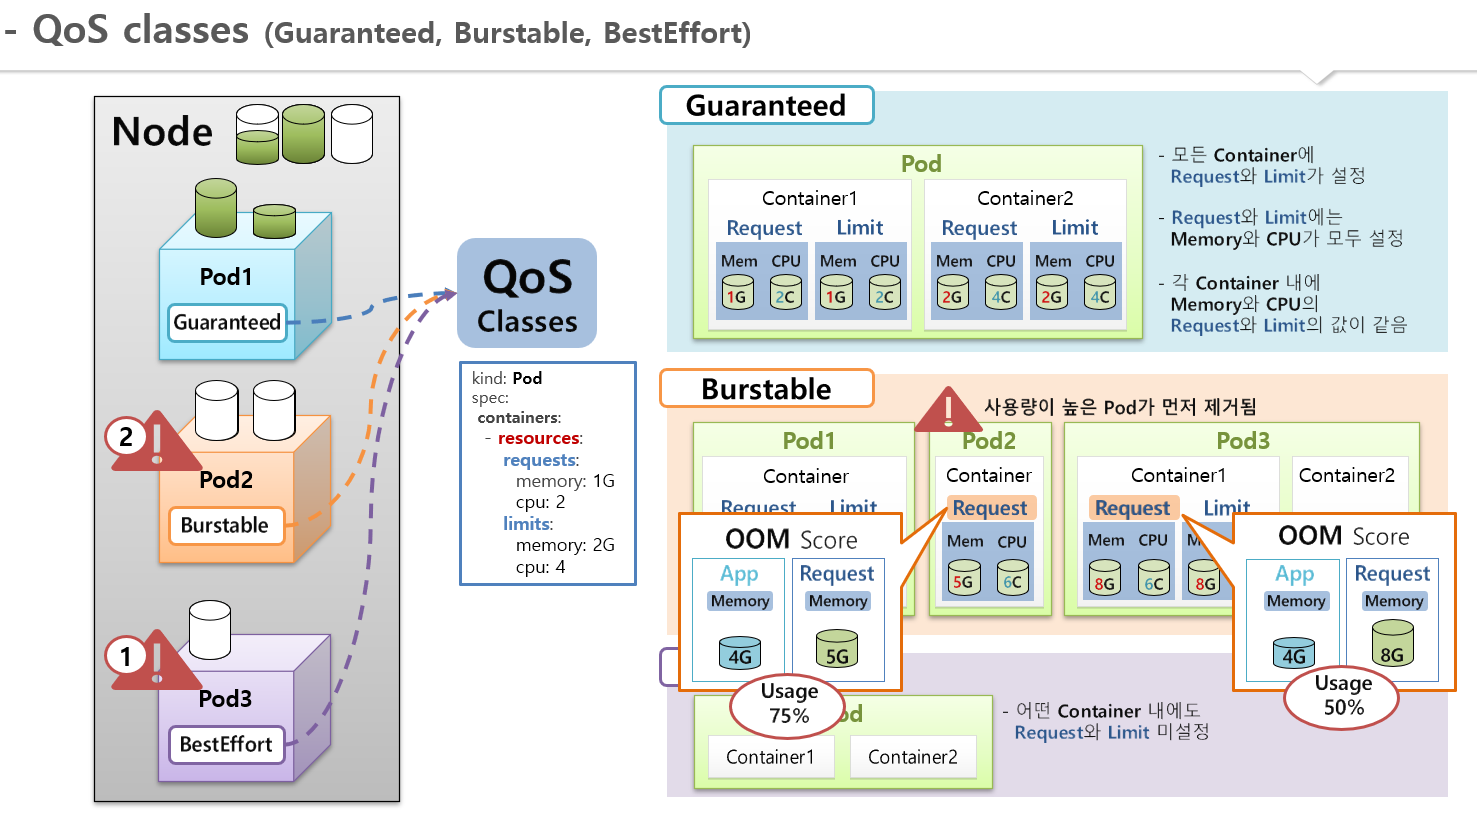 - QoS classes (Guaranteed, Burstable, BestEffort)
Node
Pod1
Guaranteed
2
Pod2
Burstable
1
Pod3
BestEffort
QoS
Classes
kind: Pod
spec:
containers:
- resources:
requests:
memory: 1G
cpu: 2
limits:
memory: 2G
cpu: 4
Guaranteed
Pod
Container1
Request Limit
Mem CPU Mem CPU
1G 2C 1G 2C
Container2
Request Limit
Mem CPU Mem CPU
2G 4C 2G 4C
- 모든 Container에
Request와 Limit가 설정
- Request와 Limit에는
Memory와 CPU가 모두 설정
- 각 Container 내에
Memory와 CPU의
Request와 Limit의 값이 같음
Burstable
사용량이 높은 Pod가 먼저 제거됨
Pod1
Container
Request Limit
Pod2
Container
Request
Mem CPU
5G 6C
Pod3
Container1
Request Limit
Mem CPU
8G 6C 8G
Container2
OOM Score
App Request
Memory Memory
4G 5G
Usage
75%
OOM Score
App Request
Memory Memory
4G 8G
Usage
50%
Container1 Container2
- 어떤 Container 내에도
Request와 Limit 미설정